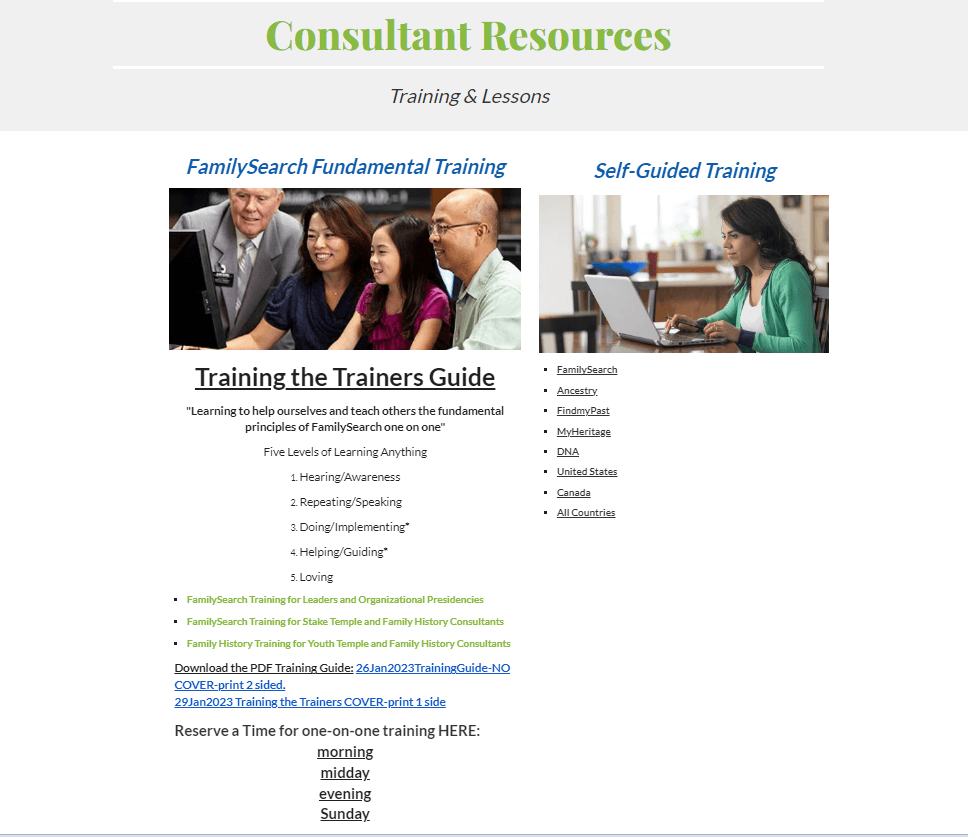 Consultant Resources
Training & Lessons
FamilySearch Fundamental Training
Training the Trainers Guide
"Learning to help ourselves and teach others the fundamental
principles of FamilySearch one on one"
Five Levels of Learning Anything
1. Hearing/Awareness
2. Repeating/Speaking
3. Doing/Implementing*
4. Helping/Guiding*
5. Loving
FamilySearch Training for Leaders and Organizational Presidencies
FamilySearch Training for Stake Temple and Family History Consultants
Family History Training for Youth Temple and Family History Consultants
Download the PDF Training Guide: 26Jan2023TrainingGuide-NO
COVER-print 2 sided.
29Jan2023 Training the Trainers COVER-print 1 side
Reserve a Time for one-on-one training HERE:
morning
midday
evening
Sunday
Self-Guided Training
FamilySearch
Ancestry
FindmyPast
MyHeritage
DNA
United States
Canada
All Countries